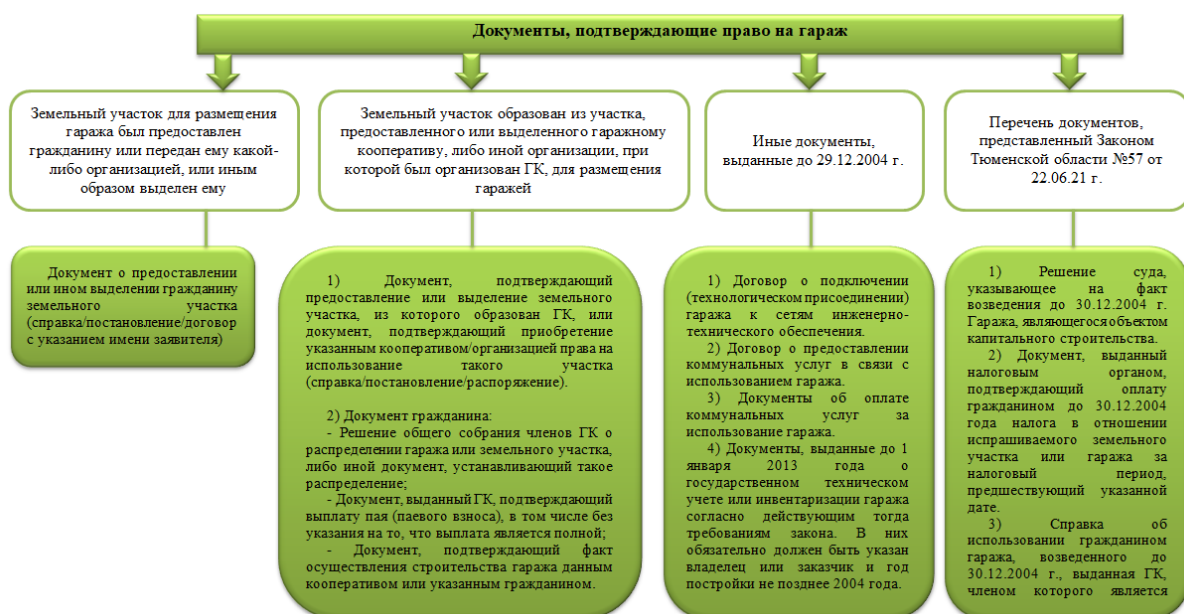 Документы, подтверждающие право на гараж
Земельный участок для размещения
гаража был предоставлен
гражданину или передан ему какой-
либо организацией, или иным
образом выделен ему
Земельный участок образован из участка,
предоставленного или выделенного гаражному
кооперативу, либо иной организации, при
которой был организован ГК, для размещения
гаражей
Иные документы,
выданные до 29.12.2004 г.
Перечень документов,
представленный Законом
Тюменской области №57 от
22.06.21 г.
Документ о предоставлении
или ином выделении гражданину
земельного участка
(справка/постановление/договор
с указанием имени заявителя)
1) Документ, подтверждающий
предоставление или выделение земельного
участка, из которого образован ГК, или
документ, подтверждающий приобретение
указанным кооперативом/организацией права на
использование такого участка
(справка/постановление/распоряжение).
2) Документ гражданина:
- Решение общего собрания членов ГК о
распределении гаража или земельного участка,
либо иной документ, устанавливающий такое
распределение;
- Документ, выданный ГК, подтверждающий
выплату пая (паевого взноса), в том числе без
указания на то, что выплата является полной;
- Документ, подтверждающий факт
осуществления строительства гаража данным
кооперативом или указанным гражданином.
1) Договор о подключении
(технологическом присоединении)
гаража к сетям инженерно-
технического обеспечения.
2) Договор о предоставлении
коммунальных услуг в связи с
использованием гаража.
3) Документы об оплате
коммунальных услуг за
использование гаража.
4) Документы, выданные до 1
января 2013 года о
государственном техническом
учете или инвентаризации гаража
согласно действующим тогда
требованиям закона. В них
обязательно должен быть указан
владелец или заказчик и год
постройки не позднее 2004 года.
1) Решение суда,
указывающее на факт
возведения до 30.12.2004 г.
Гаража, являющегося объектом
капитального строительства.
2) Документ, выданный
налоговым органом,
подтверждающий оплату
гражданином до 30.12.2004
года налога в отношении
испрашиваемого земельного
участка или гаража за
налоговый период,
предшествующий указанной
дате.
3) Справка об
использовании гражданином
гаража, возведенного до
30.12.2004 г., выданная ГК,
членом которого является